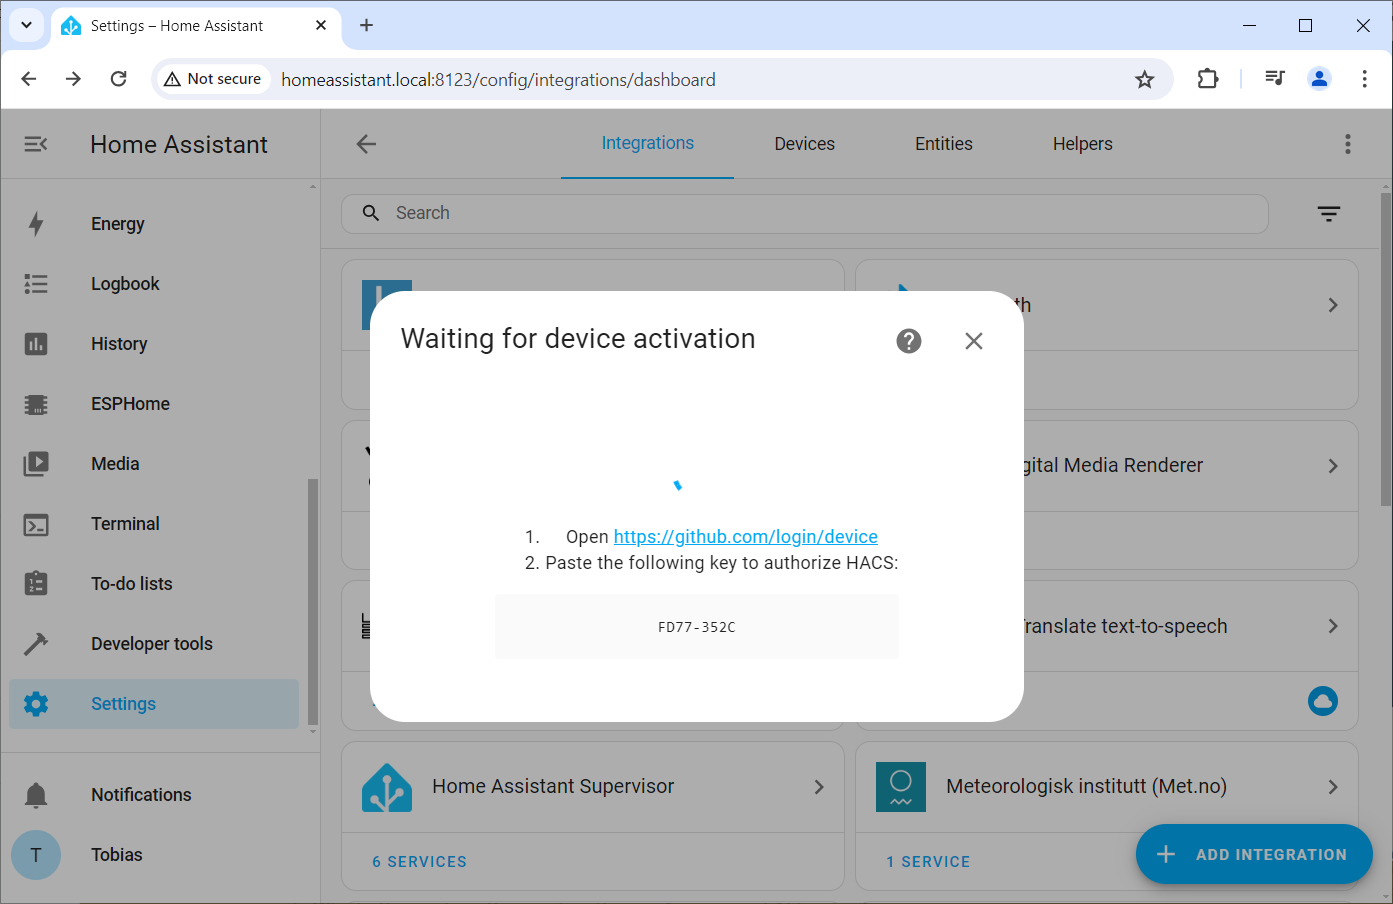 Settings – Home Assistant
Not secure
homeassistant.local:8123/config/integrations/dashboard
Home Assistant
Integrations
Devices
Entities
Helpers
Energy
Logbook
History
ESPHome
Media
Terminal
To-do lists
Developer tools
Settings
Notifications
T
Tobias
Search
th
gital Media Renderer
ranslate text-to-speech
Waiting for device activation
1. Open https://github.com/login/device
2. Paste the following key to authorize HACS:
FD77-352C
Home Assistant Supervisor
6 SERVICES
Meteorologisk institutt (Met.no)
1 SERVICE
ADD INTEGRATION